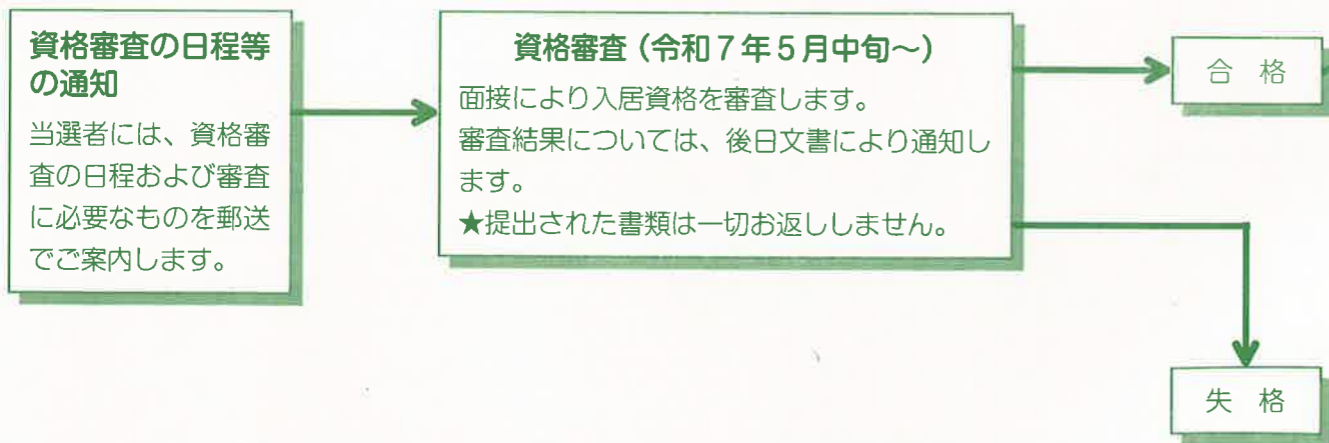 資格審査の日程等
の通知
当選者には、資格審
査の日程および審査
に必要なものを郵送
でご案内します。
資格審査（令和7年5月中旬～）
面接により入居資格を審査します。
審査結果については、後日文書により通知し
ます。
★提出された書類は一切お返ししません。
合　格
失　格